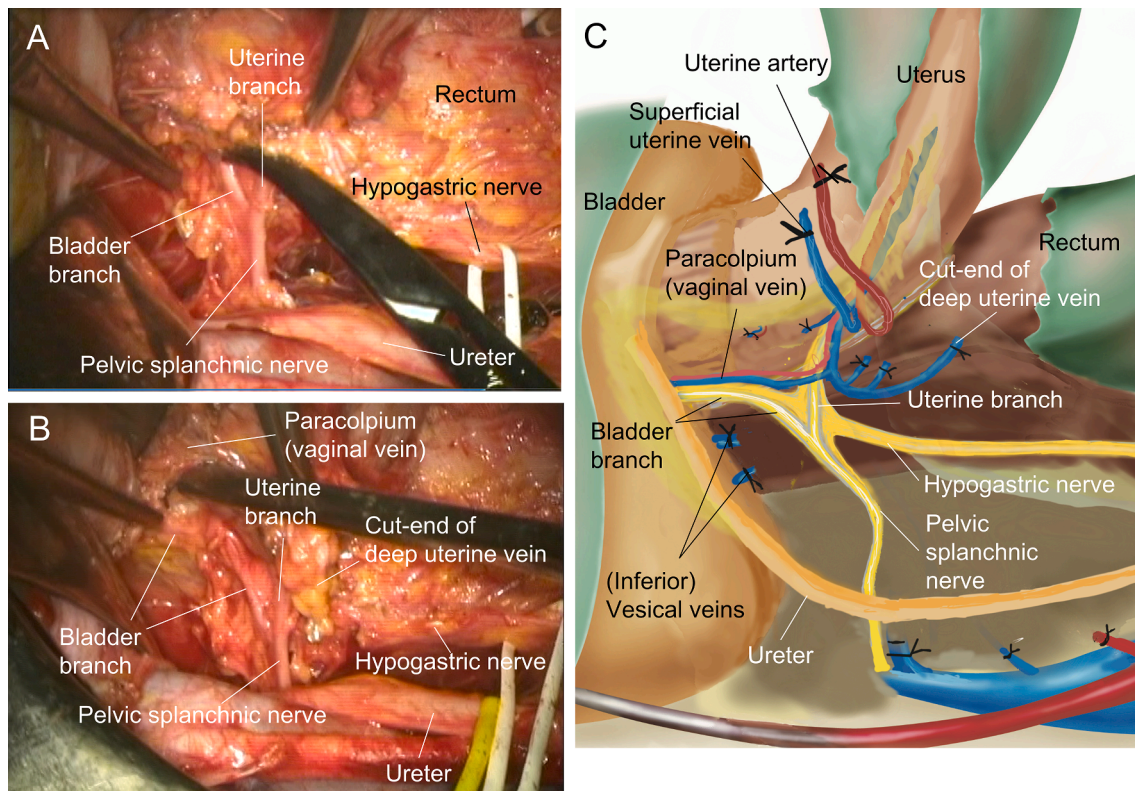 A
Uterine
branch
Rectum
Hypogastric nerve
Bladder
branch
Pelvic splanchnic nerve
Ureter
B
Paracolpium
(vaginal vein)
Uterine
branch
Cut-end of
deep uterine vein
Bladder
branch
Hypogastric nerve
Pelvic splanchnic nerve
Ureter
C
Uterine artery
Uterus
Superficial
uterine vein
Bladder
Rectum
Paracolpium
(vaginal vein)
Cut-end of
deep uterine vein
Uterine branch
Bladder
branch
Hypogastric nerve
Pelvic
splanchnic
nerve
(Inferior)
Vesical veins
Ureter